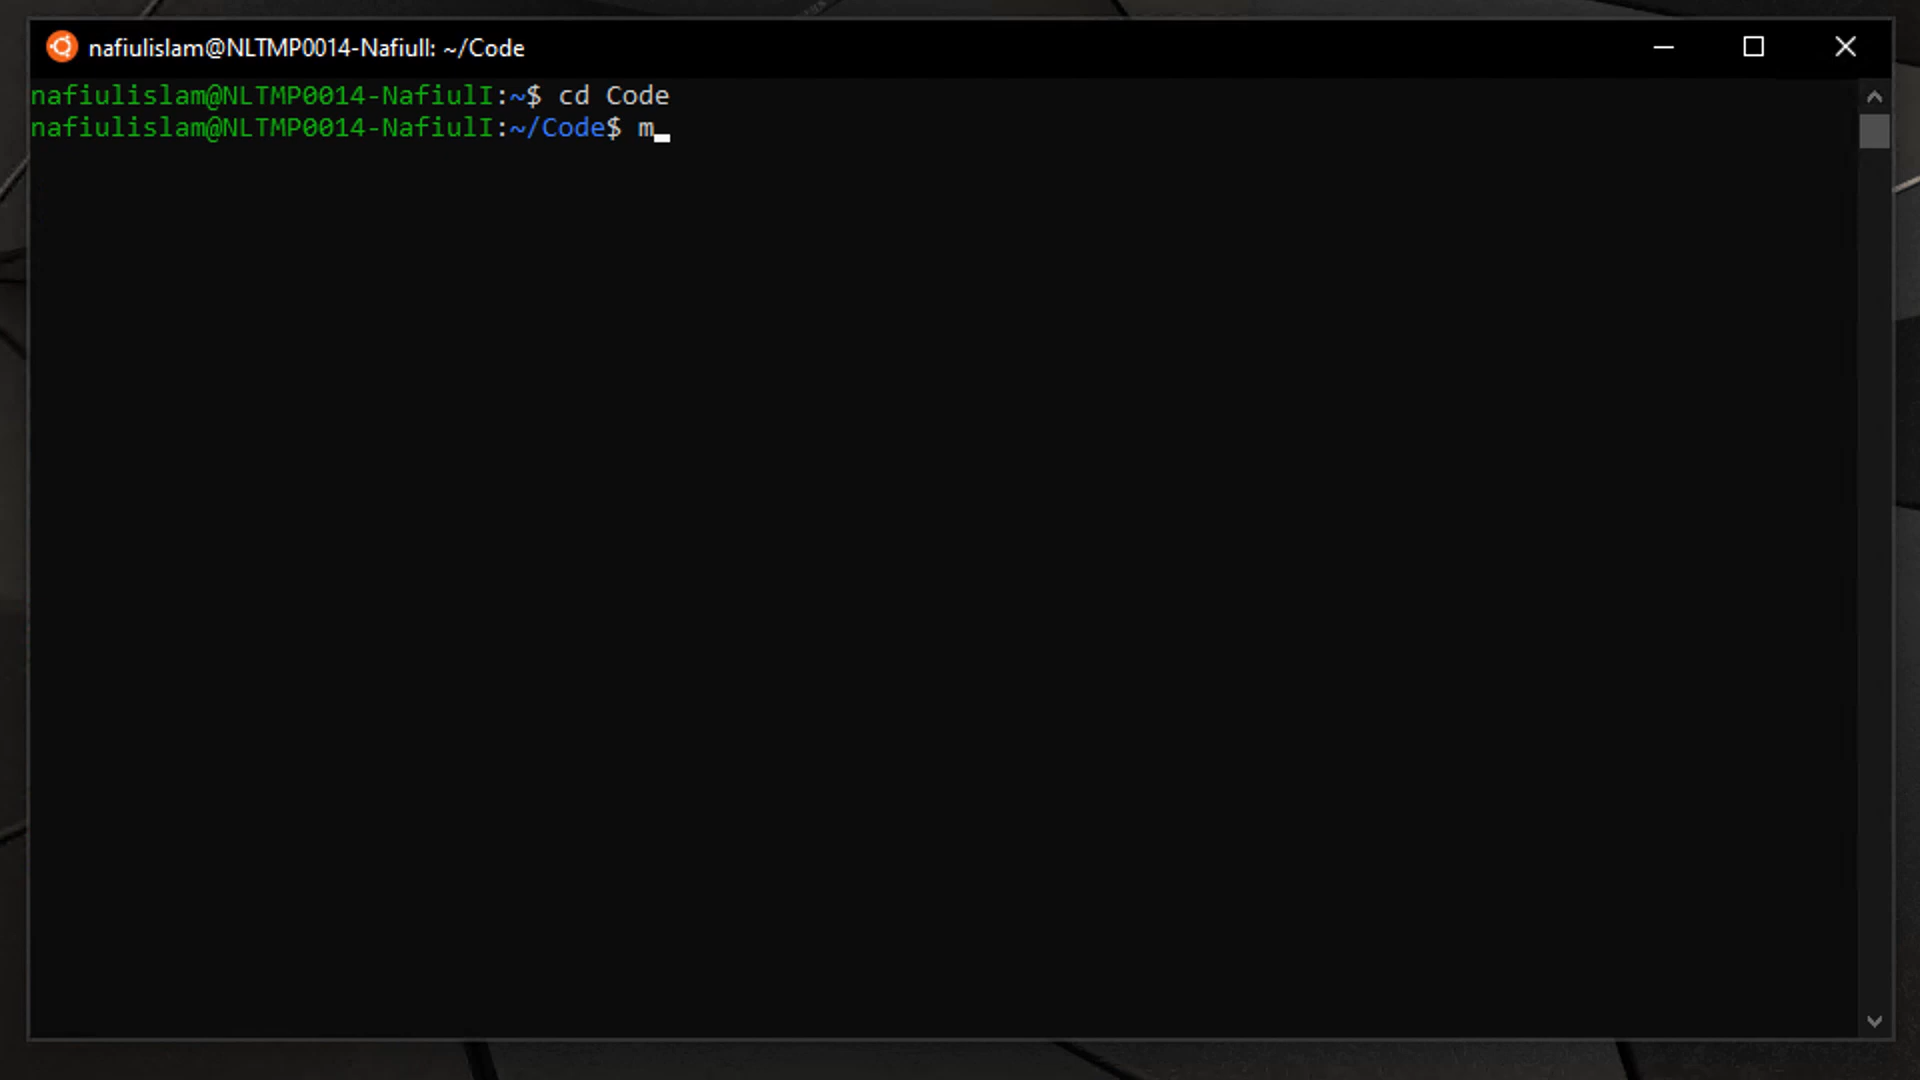 nafiulislam@NLTMP0014-NafiulI: ~/Code
nafiulislam@NLTMP0014-NafiulI:~$ cd Code
nafiulislam@NLTMP0014-NafiulI:~/Code$ m